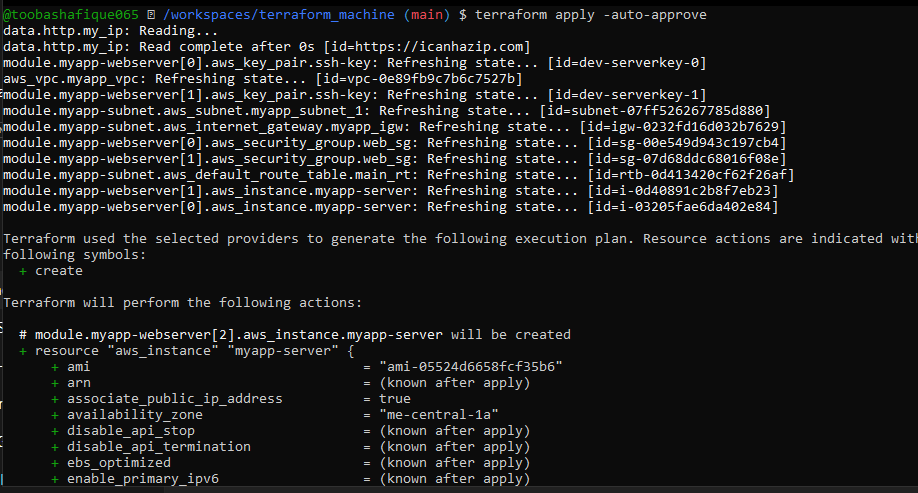 @toobashafique065 /workspaces/terraform_machine (main) $ terraform apply -auto-approve
data.http.my_ip: Reading...
data.http.my_ip: Read complete after 0s [id=https://icanhazip.com]
module.myapp-webserver[0].aws_key_pair.ssh-key: Refreshing state... [id=dev-serverkey-0]
aws_vpc.myapp_vpc: Refreshing state... [id=vpc-0e89fb9c7b6c7527b]
module.myapp-webserver[1].aws_key_pair.ssh-key: Refreshing state... [id=dev-serverkey-1]
module.myapp-subnet.aws_subnet.myapp_subnet_1: Refreshing state... [id=subnet-07ff526267785d880]
module.myapp-subnet.aws_internet_gateway.myapp_igw: Refreshing state... [id=igw-0232fd16d032b7629]
module.myapp-webserver[0].aws_security_group.web_sg: Refreshing state... [id=sg-00e549d943c197cb4]
module.myapp-webserver[1].aws_security_group.web_sg: Refreshing state... [id=sg-07d68ddc68016f08e]
module.myapp-subnet.aws_default_route_table.main_rt: Refreshing state... [id=rtb-0d413420cf62f26af]
module.myapp-webserver[1].aws_instance.myapp-server: Refreshing state... [id=i-0d40891c2b8f7eb23]
module.myapp-webserver[0].aws_instance.myapp-server: Refreshing state... [id=i-03205fae6da402e84]
Terraform used the selected providers to generate the following execution plan. Resource actions are indicated with
following symbols:
+ create
Terraform will perform the following actions:
# module.myapp-webserver[2].aws_instance.myapp-server will be created
+ resource "aws_instance" "myapp-server" {
+ ami = "ami-05524d6658fcf35b6"
+ arn = (known after apply)
+ associate_public_ip_address = true
+ availability_zone = "me-central-1a"
+ disable_api_stop = (known after apply)
+ disable_api_termination = (known after apply)
+ ebs_optimized = (known after apply)
+ enable_primary_ipv6 = (known after apply)